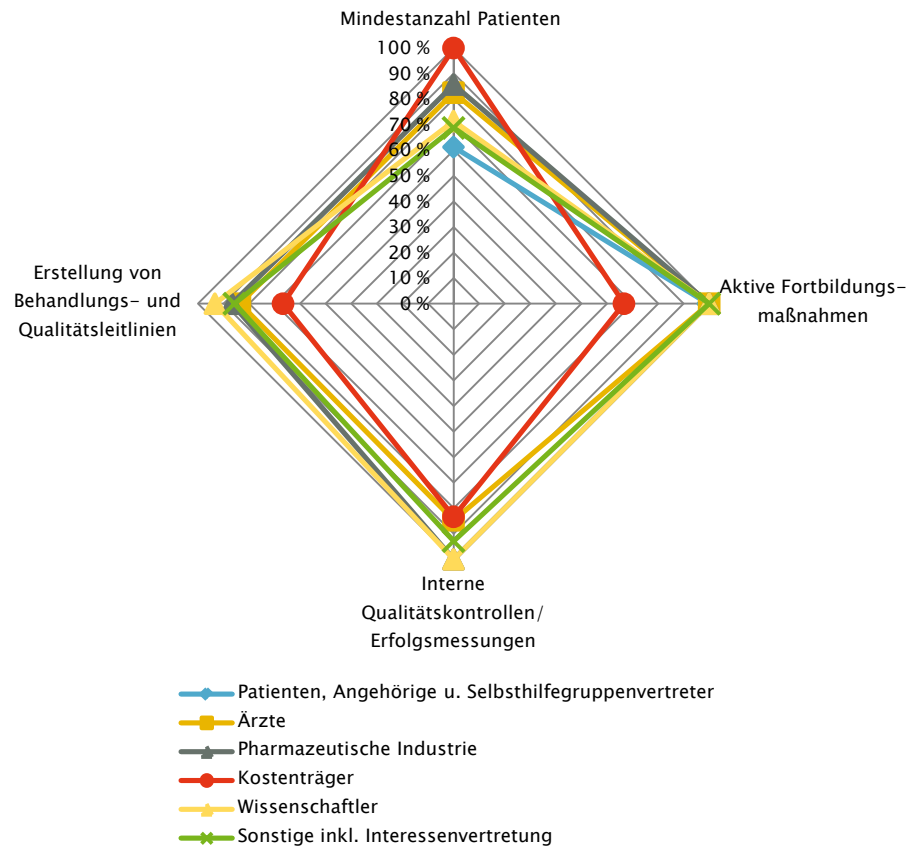 Mindestanzahl Patienten
100 %
90 %
80 %
70 %
60 %
50 %
40 %
30 %
20 %
10 %
0 %
Erstellung von
Behandlungs- und
Qualitätsleitlinien
Aktive Fortbildungs-
maßnahmen
Interne
Qualitätskontrollen/
Erfolgsmessungen
Patienten, Angehörige u. Selbsthilfegruppenvertreter
Ärzte
Pharmazeutische Industrie
Kostenträger
Wissenschaftler
Sonstige inkl. Interessenvertretung